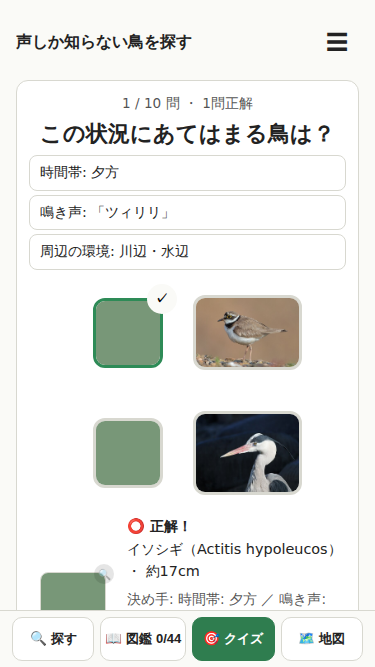 声しか知らない鳥を探す
1 / 10 問 ・ 1問正解
この状況にあてはまる鳥は？
時間帯: 夕方
鳴き声: 「ツィリリ」
周辺の環境: 川辺・水辺
✓
⭕ 正解！
イソシギ（Actitis hypoleucos）
・ 約17cm
決め手: 時間帯: 夕方 ／ 鳴き声:
🔍 探す
📖 図鑑 0/44
🎯 クイズ
🗺️ 地図